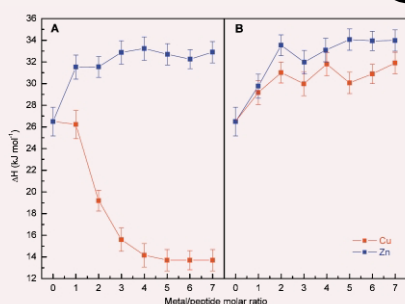 A
B
36
34
32
30
28
26
24
22
20
18
16
14
12
ΔH (kJ mol⁻¹)
Cu
Zn
0 1 2 3 4 5 6 7 0 1 2 3 4 5 6 7
Metal/peptide molar ratio